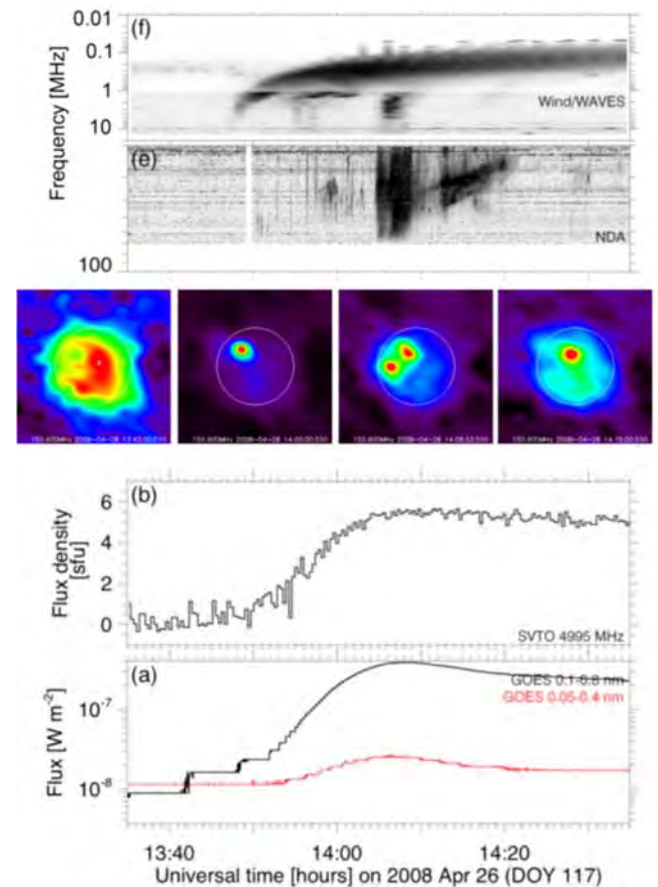 0.01
(f)
0.1
1
Wind/WAVES
10
Frequency [MHz]
(e)
NDA
100
(b)
6
4
2
0
Flux density
[sfu]
SVTO 4995 MHz
(a)
GOES 0.1-0.8 nm
GOES 0.05-0.4 nm
10-7
10-8
Flux [W m-2]
13:40
14:00
14:20
Universal time [hours] on 2008 Apr 26 (DOY 117)